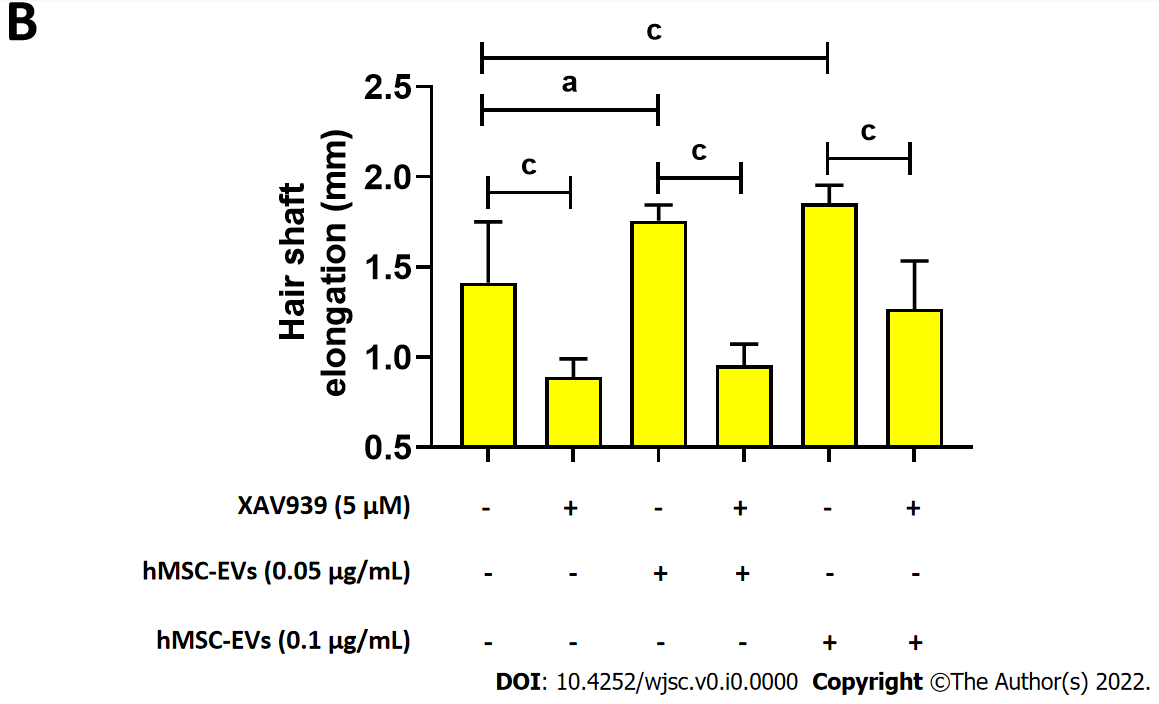 B
c
a
c
c
c
2.5
2.0
1.5
1.0
0.5
Hair shaft
elongation (mm)
XAV939 (5 µM) - + - + - +
hMSC-EVs (0.05 µg/mL) - - + + - -
hMSC-EVs (0.1 µg/mL) - - - - + +
DOI: 10.4252/wjsc.v0.i0.0000 Copyright ©The Author(s) 2022.